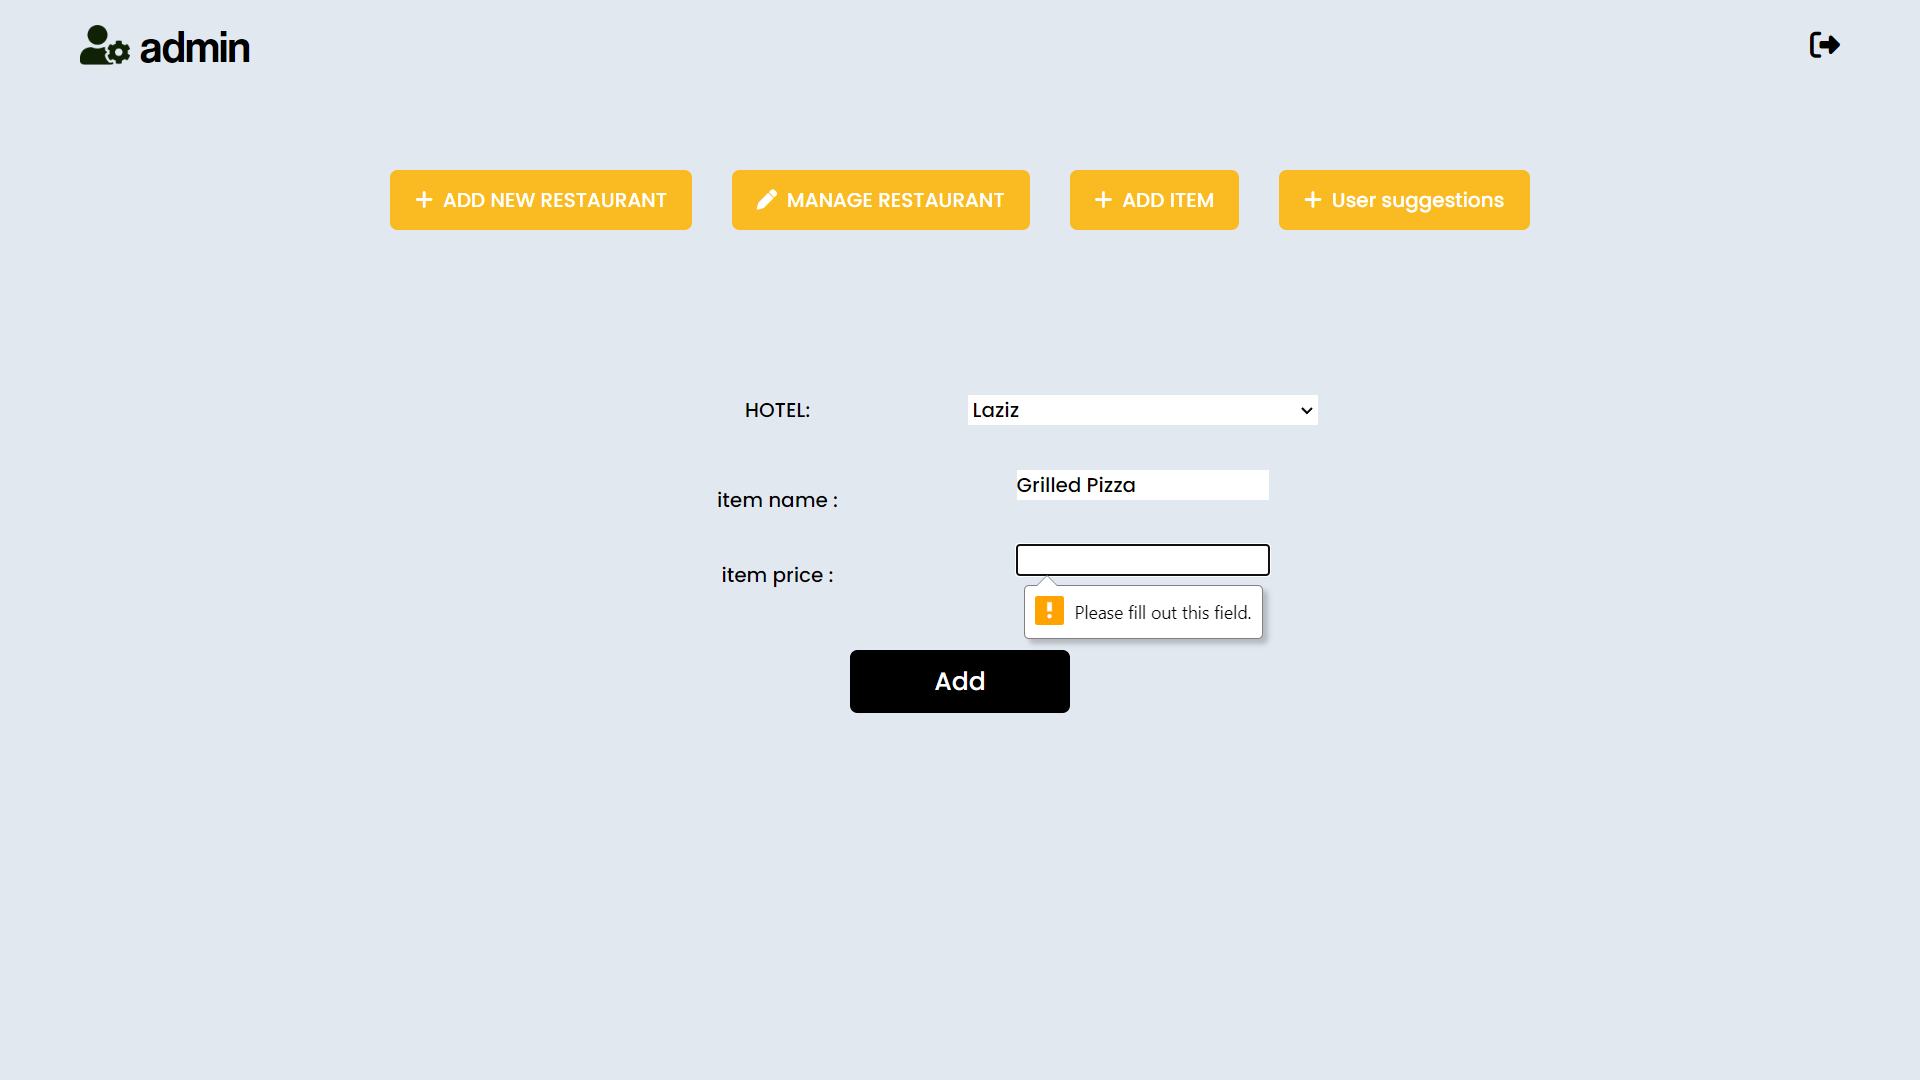 admin
ADD NEW RESTAURANT
MANAGE RESTAURANT
ADD ITEM
User suggestions
HOTEL:
Laziz
item name :
Grilled Pizza
item price :
Please fill out this field.
Add